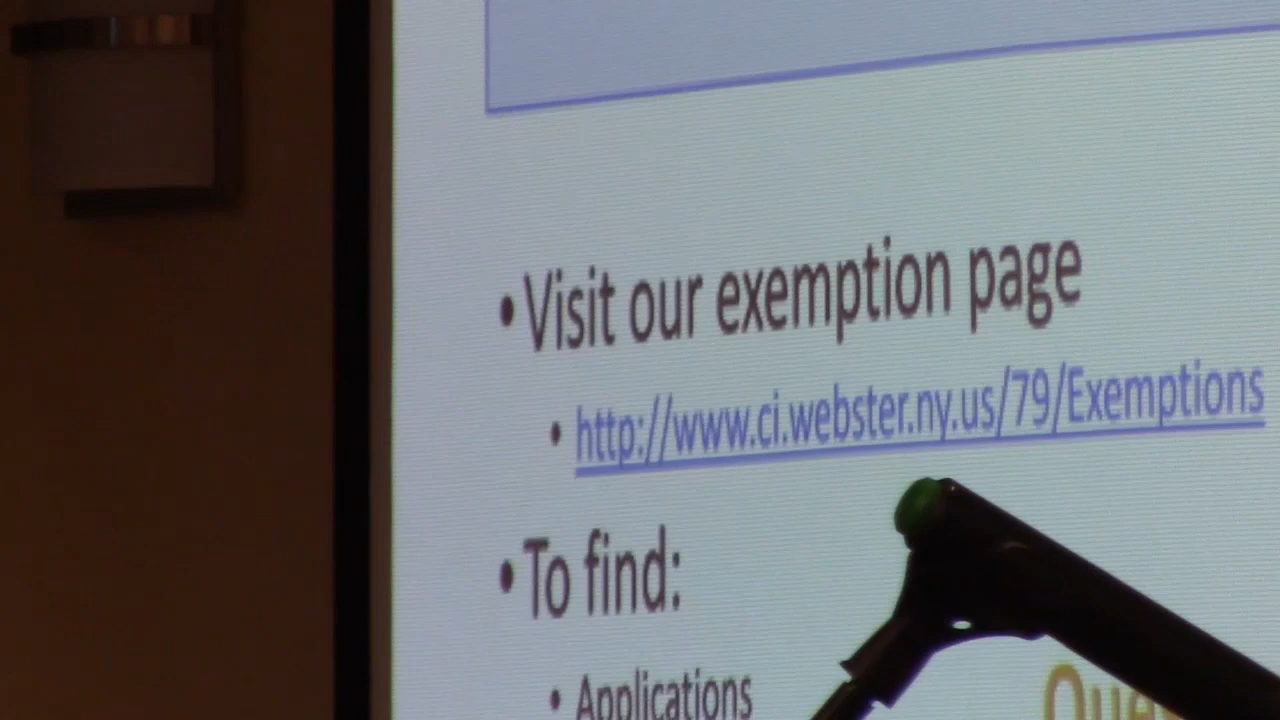 • Visit our exemption page
• http://www.ci.webster.ny.us/79/Exemptions
• To find:
• Applications